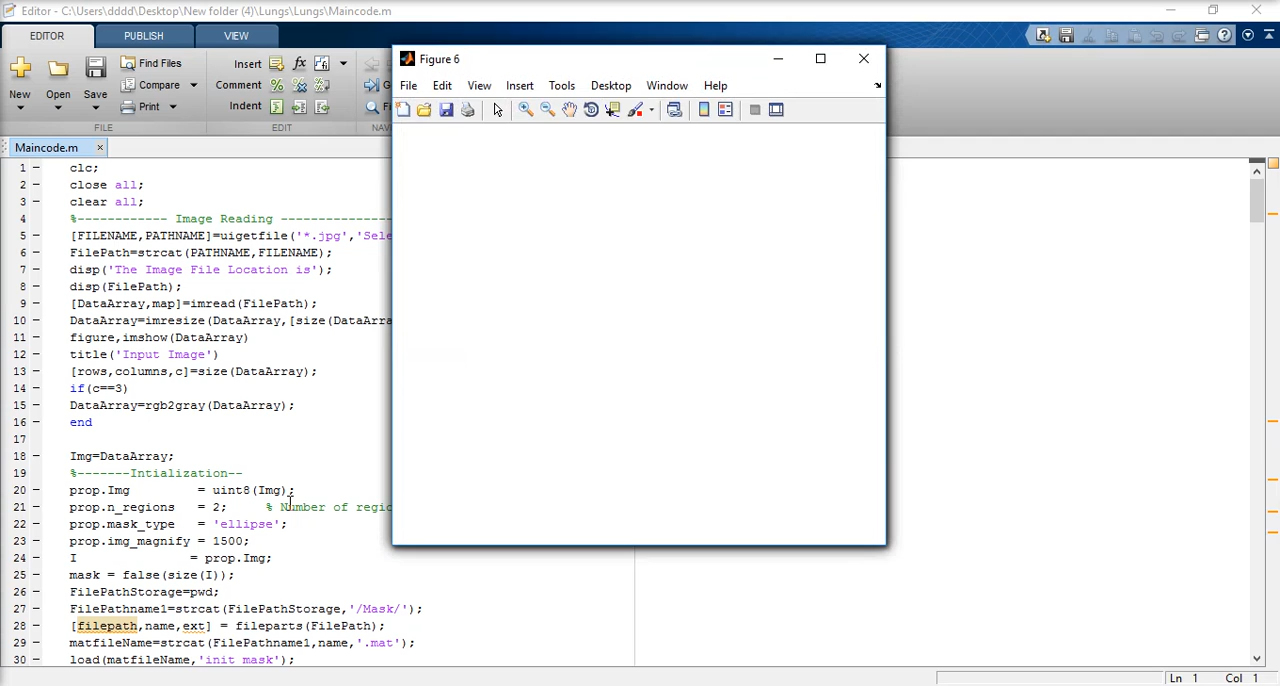 Editor - C:\Users\dddd\Desktop\New folder (4)\Lungs\Lungs\Maincode.m
EDITOR PUBLISH VIEW
New Open Save
Find Files
Compare
Print
FILE
Insert
Comment
Indent
EDIT
Figure 6
File Edit View Insert Tools Desktop Window Help
Maincode.m
1 clc;
2 close all;
3 clear all;
4 %------------ Image Reading ----------------
5 [FILENAME,PATHNAME]=uigetfile('*.jpg','Sele
6 FilePath=strcat(PATHNAME,FILENAME);
7 disp('The Image File Location is');
8 disp(FilePath);
9 [DataArray,map]=imread(FilePath);
10 DataArray=imresize(DataArray,[size(DataArra
11 figure,imshow(DataArray)
12 title('Input Image')
13 [rows,columns,c]=size(DataArray);
14 if(c==3)
15 DataArray=rgb2gray(DataArray);
16 end
17
18 Img=DataArray;
19 %-------Intialization--
20 prop.Img = uint8(Img);
21 prop.n_regions = 2; % Number of regio
22 prop.mask_type = 'ellipse';
23 prop.img_magnify = 1500;
24 I = prop.Img;
25 mask = false(size(I));
26 FilePathStorage=pwd;
27 FilePathname1=strcat(FilePathStorage,'/Mask/');
28 [filepath,name,ext] = fileparts(FilePath);
29 matfileName=strcat(FilePathname1,name,'.mat');
30 load(matfileName,'init_mask');
Ln 1 Col 1